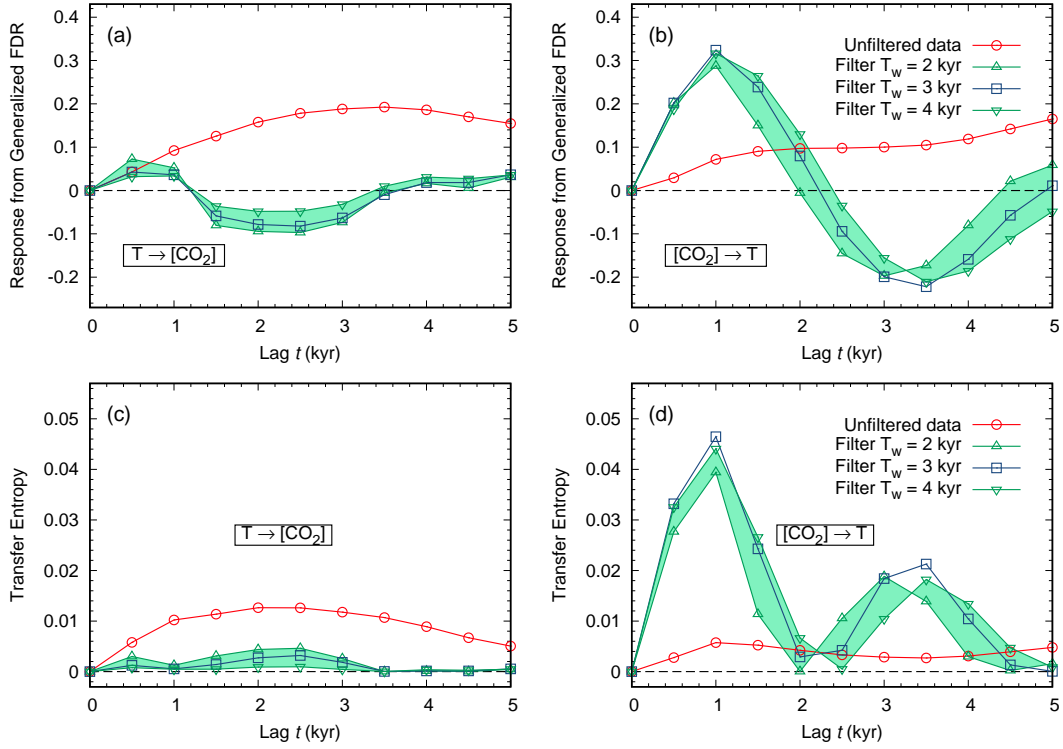 (a)
Response from Generalized FDR
0.4
0.3
0.2
0.1
0
-0.1
-0.2
T → [CO2]
0 1 2 3 4 5
Lag t (kyr)
(b)
Response from Generalized FDR
0.4
0.3
0.2
0.1
0
-0.1
-0.2
Unfiltered data
Filter Tw = 2 kyr
Filter Tw = 3 kyr
Filter Tw = 4 kyr
[CO2] → T
0 1 2 3 4 5
Lag t (kyr)
(c)
Transfer Entropy
0.05
0.04
0.03
0.02
0.01
0
T → [CO2]
0 1 2 3 4 5
Lag t (kyr)
(d)
Transfer Entropy
0.05
0.04
0.03
0.02
0.01
0
Unfiltered data
Filter Tw = 2 kyr
Filter Tw = 3 kyr
Filter Tw = 4 kyr
[CO2] → T
0 1 2 3 4 5
Lag t (kyr)